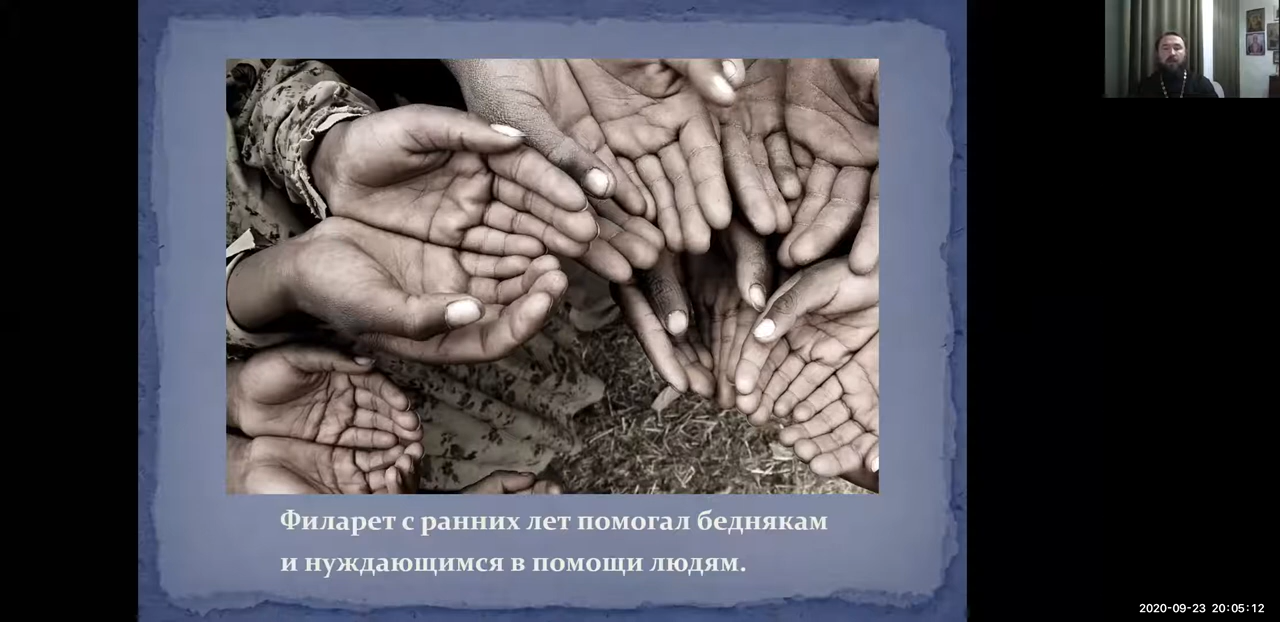 Филарет с ранних лет помогал беднякам
и нуждающимся в помощи людям.
2020-09-23 20:05:12